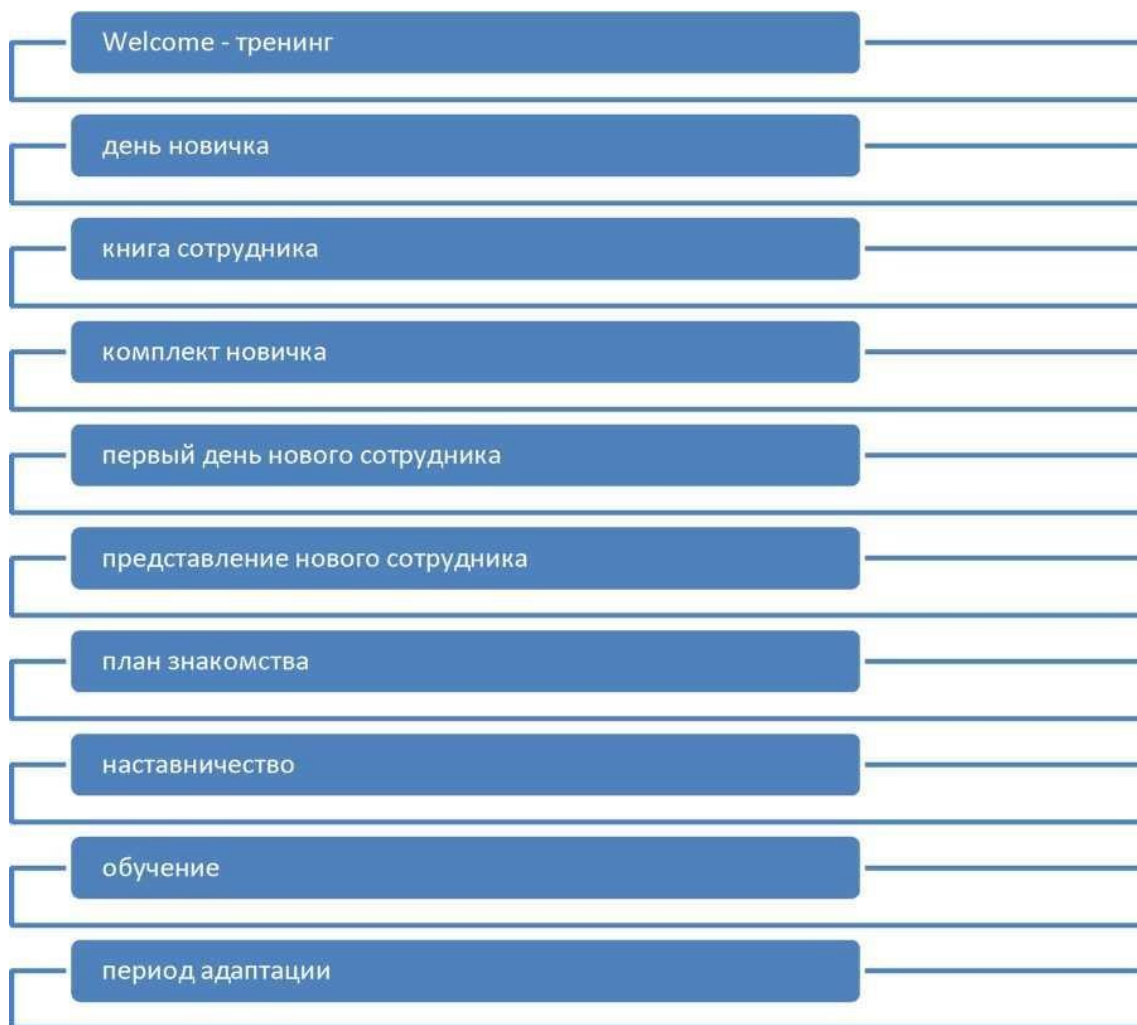 Welcome - тренинг
день новичка
книга сотрудника
комплект новичка
первый день нового сотрудника
представление нового сотрудника
план знакомства
наставничество
обучение
период адаптации